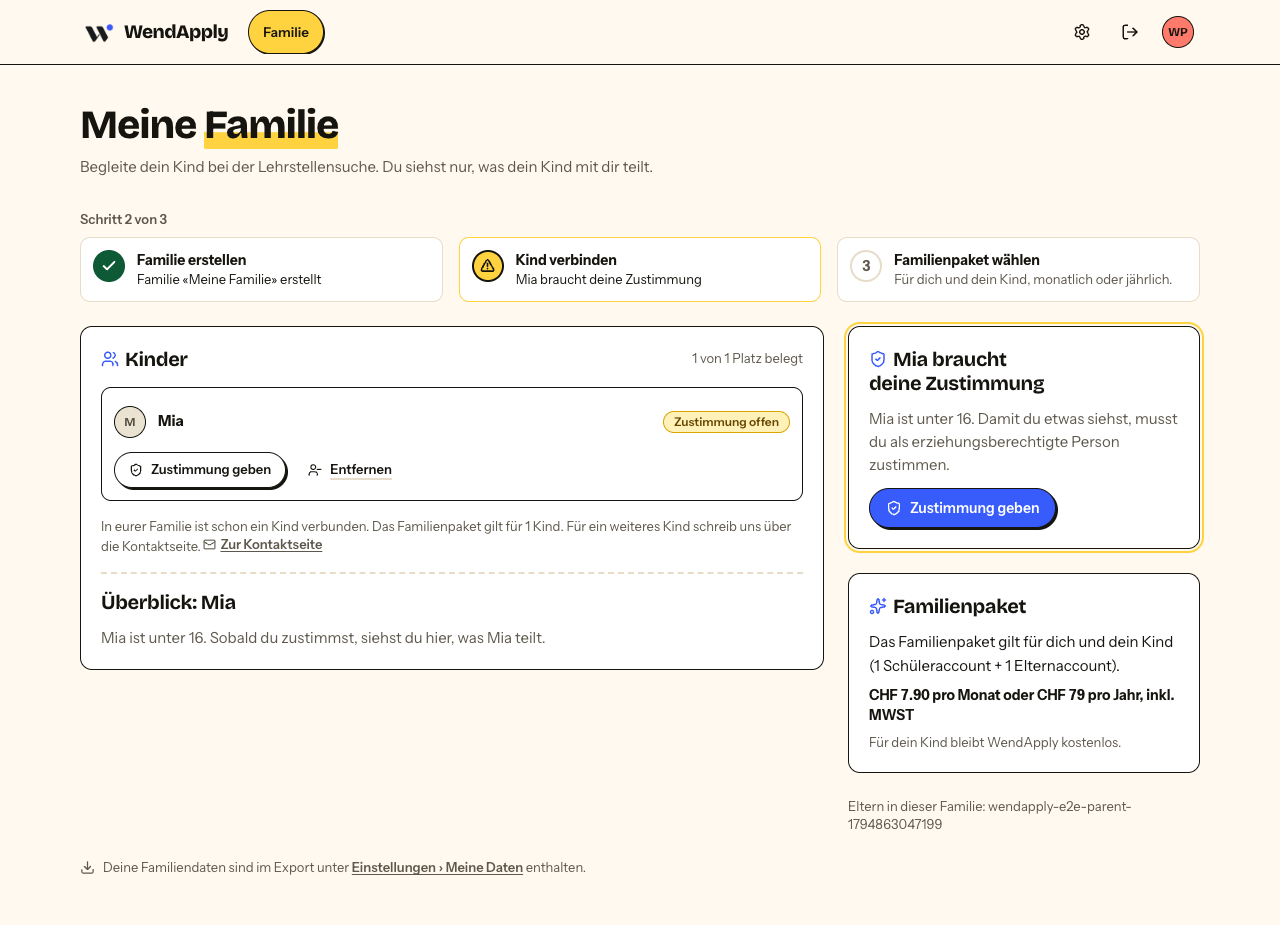 WendApply
Familie
WP
Meine Familie
Begleite dein Kind bei der Lehrstellensuche. Du siehst nur, was dein Kind mit dir teilt.
Schritt 2 von 3
Familie erstellen
Familie «Meine Familie» erstellt
Kind verbinden
Mia braucht deine Zustimmung
3
Familienpaket wählen
Für dich und dein Kind, monatlich oder jährlich.
Kinder
1 von 1 Platz belegt
M
Mia
Zustimmung offen
Zustimmung geben
Entfernen
In eurer Familie ist schon ein Kind verbunden. Das Familienpaket gilt für 1 Kind. Für ein weiteres Kind schreib uns über
die Kontaktseite. Zur Kontaktseite
Überblick: Mia
Mia ist unter 16. Sobald du zustimmst, siehst du hier, was Mia teilt.
Mia braucht
deine Zustimmung
Mia ist unter 16. Damit du etwas siehst, musst
du als erziehungsberechtigte Person
zustimmen.
Zustimmung geben
Familienpaket
Das Familienpaket gilt für dich und dein Kind
(1 Schüleraccount + 1 Elternaccount).
CHF 7.90 pro Monat oder CHF 79 pro Jahr, inkl.
MWST
Für dein Kind bleibt WendApply kostenlos.
Eltern in dieser Familie: wendapply-e2e-parent-
1794863047199
Deine Familiendaten sind im Export unter Einstellungen › Meine Daten enthalten.